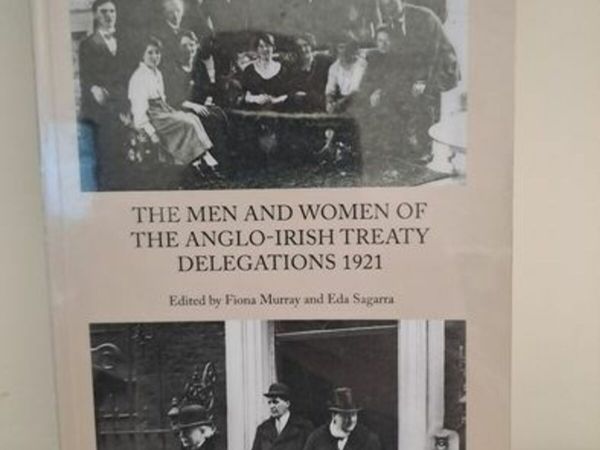 THE MEN AND WOMEN OF
THE ANGLO-IRISH TREATY
DELEGATIONS 1921
Edited by Fiona Murray and Eda Sagarra